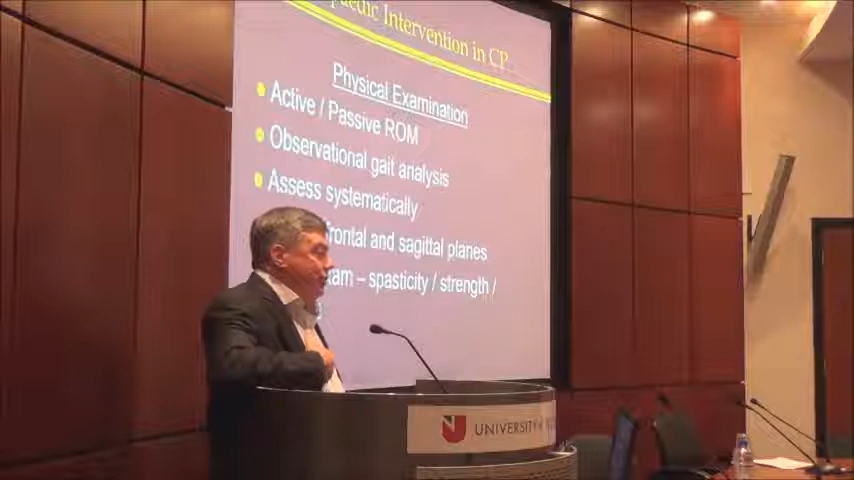 Intervention in CP
Physical Examination
Active / Passive ROM
Observational gait analysis
Assess systematically
frontal and sagittal planes
– spasticity / strength /
UNIVERSITY